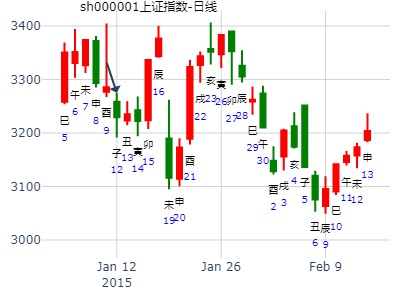 sh000001上证指数-日线
3400
3300
3200
3100
3000
巳
5
午
6
未
7
申
8
酉
9
子
12
丑
13
寅
14
卯
15
辰
16
未
19
申
20
酉
21
戌
22
亥
23
寅
26
卯
27
辰
28
巳
29
午
30
酉
2
戌
3
亥
4
子
5
丑
6
辰
9
巳
10
午
11
未
12
申
13
Jan 12
2015
Jan 26
Feb 9